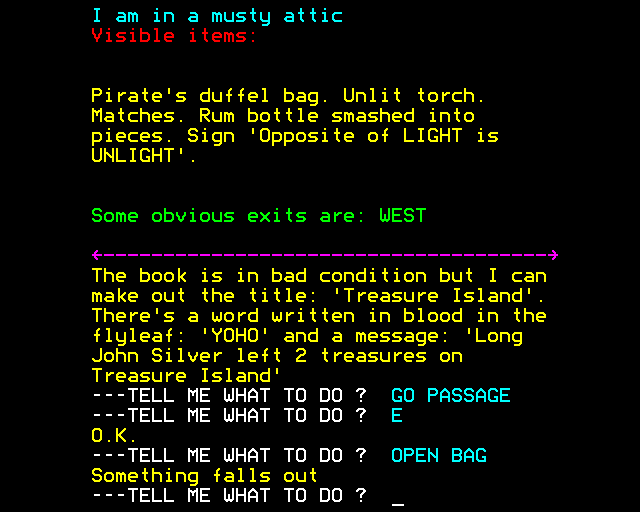 I am in a musty attic
Visible items:
Pirate's duffel bag. Unlit torch.
Matches. Rum bottle smashed into
pieces. Sign 'Opposite of LIGHT is
UNLIGHT'.
Some obvious exits are: WEST
←--------------------------------------→
The book is in bad condition but I can
make out the title: 'Treasure Island'.
There's a word written in blood in the
flyleaf: 'YOHO' and a message: 'Long
John Silver left 2 treasures on
Treasure Island'
---TELL ME WHAT TO DO ? GO PASSAGE
---TELL ME WHAT TO DO ? E
O.K.
---TELL ME WHAT TO DO ? OPEN BAG
Something falls out
---TELL ME WHAT TO DO ? _